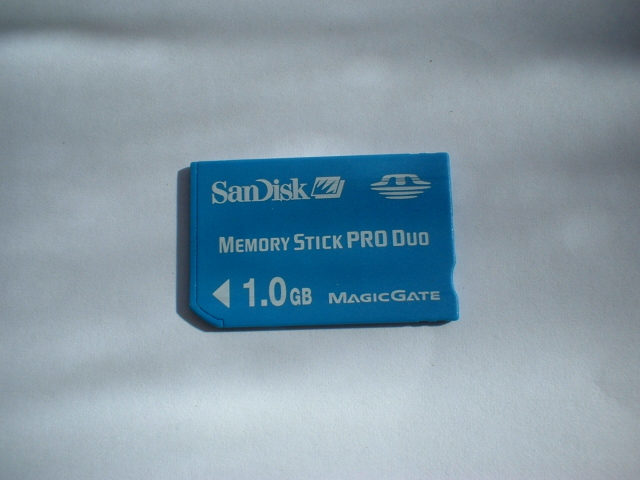 SanDisk
MEMORY STICK PRO DUO
1.0GB MAGICGATE